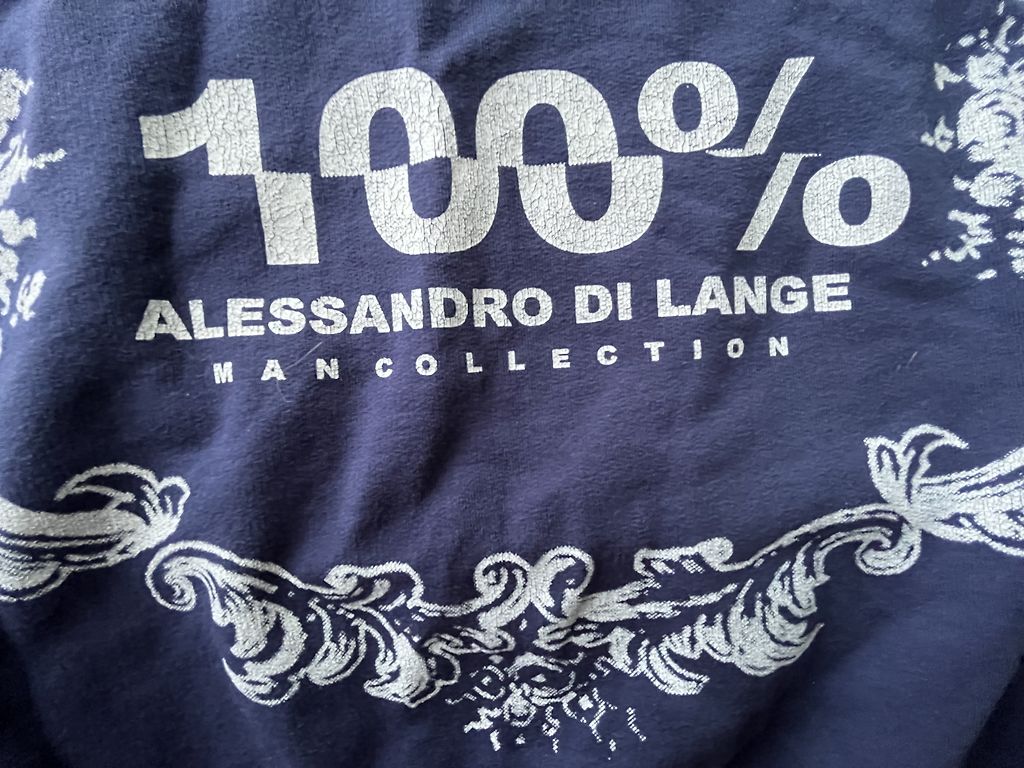 100%
ALESSANDRO DI LANGE
MAN COLLECTION